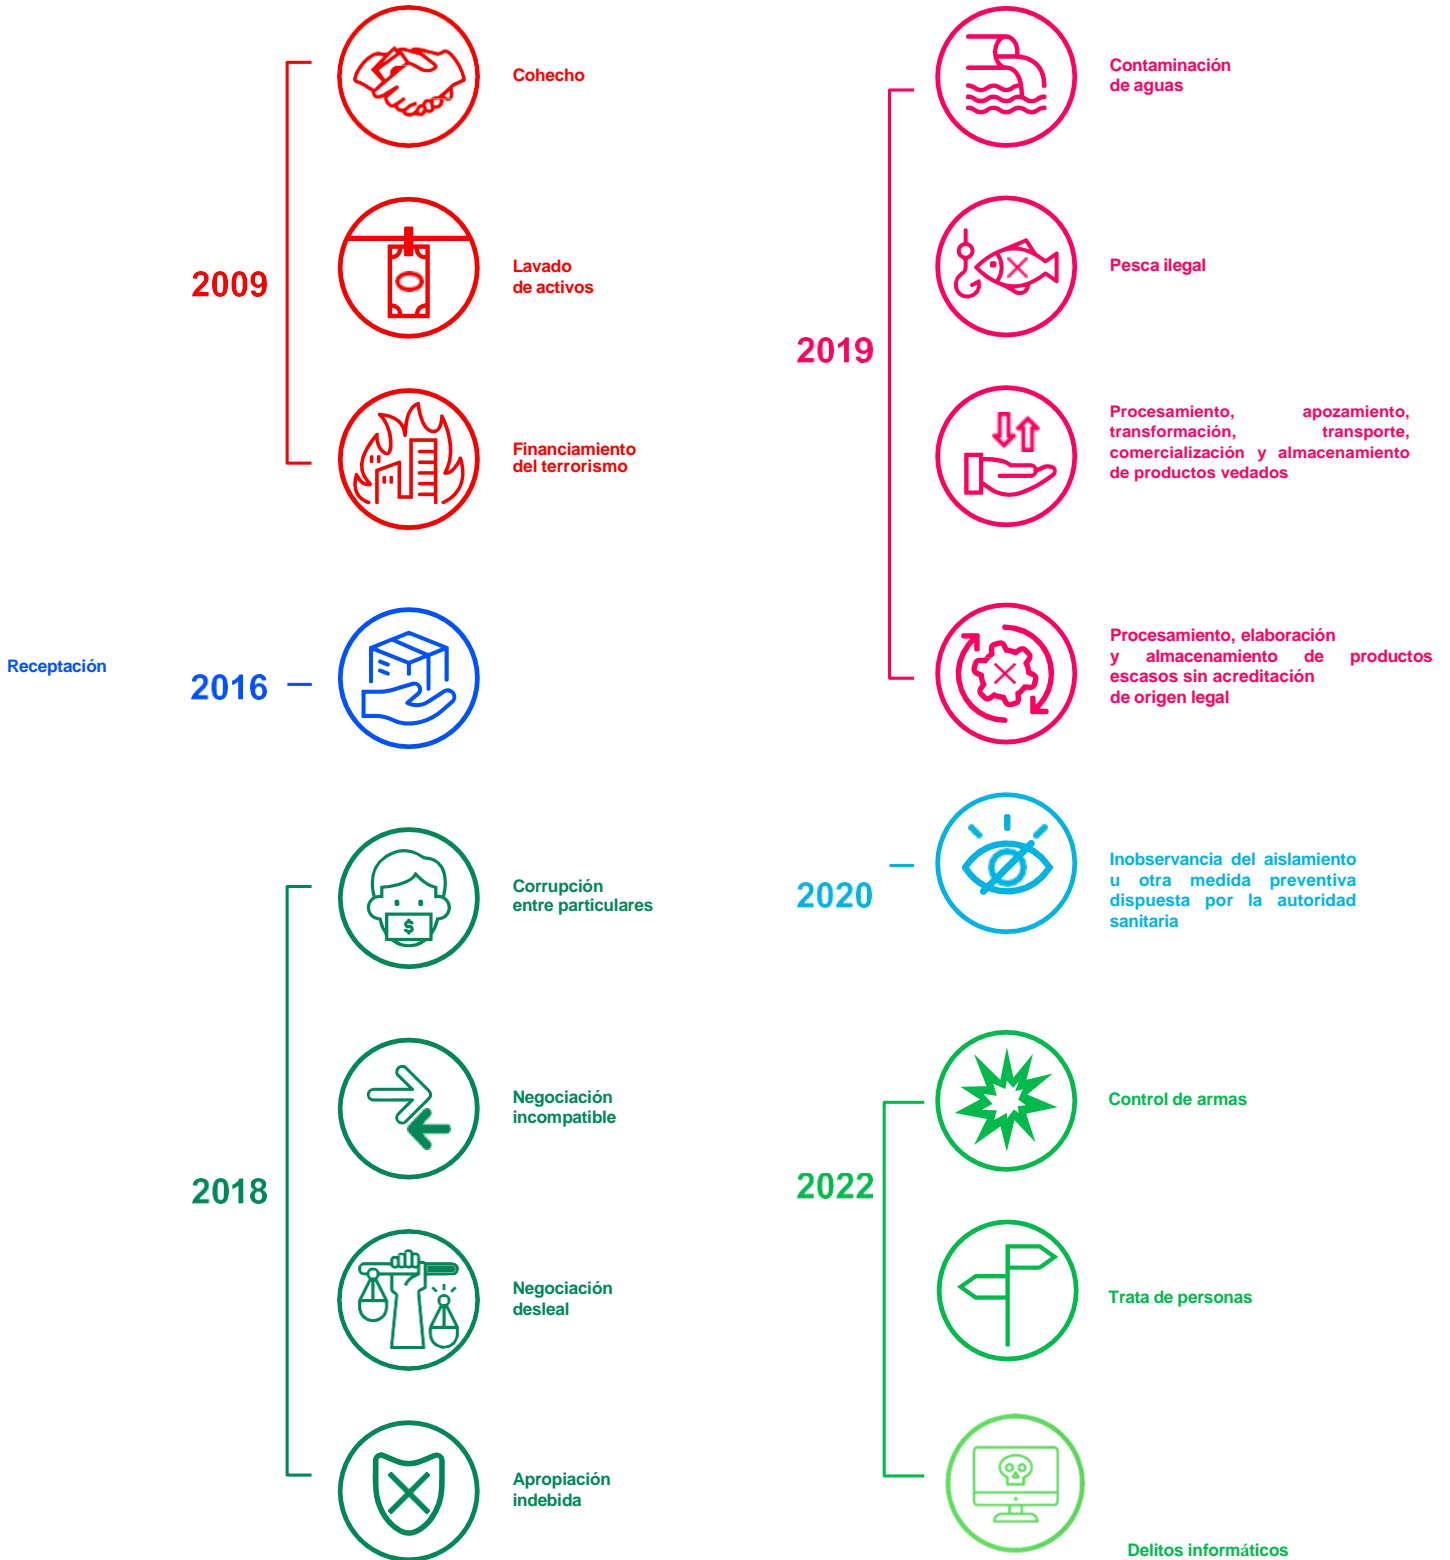 2009
Cohecho
Lavado
de activos
Financiamiento
del terrorismo
Receptación
2016
2018
Corrupción
entre particulares
$
Negociación
incompatible
Negociación
desleal
Apropiación
indebida
2019
Contaminación
de aguas
Pesca ilegal
Procesamiento, apozamiento,
transformación, transporte,
comercialización y almacenamiento
de productos vedados
Procesamiento, elaboración
y almacenamiento de productos
escasos sin acreditación
de origen legal
2020
Inobservancia del aislamiento
u otra medida preventiva
dispuesta por la autoridad
sanitaria
2022
Control de armas
Trata de personas
Delitos informáticos